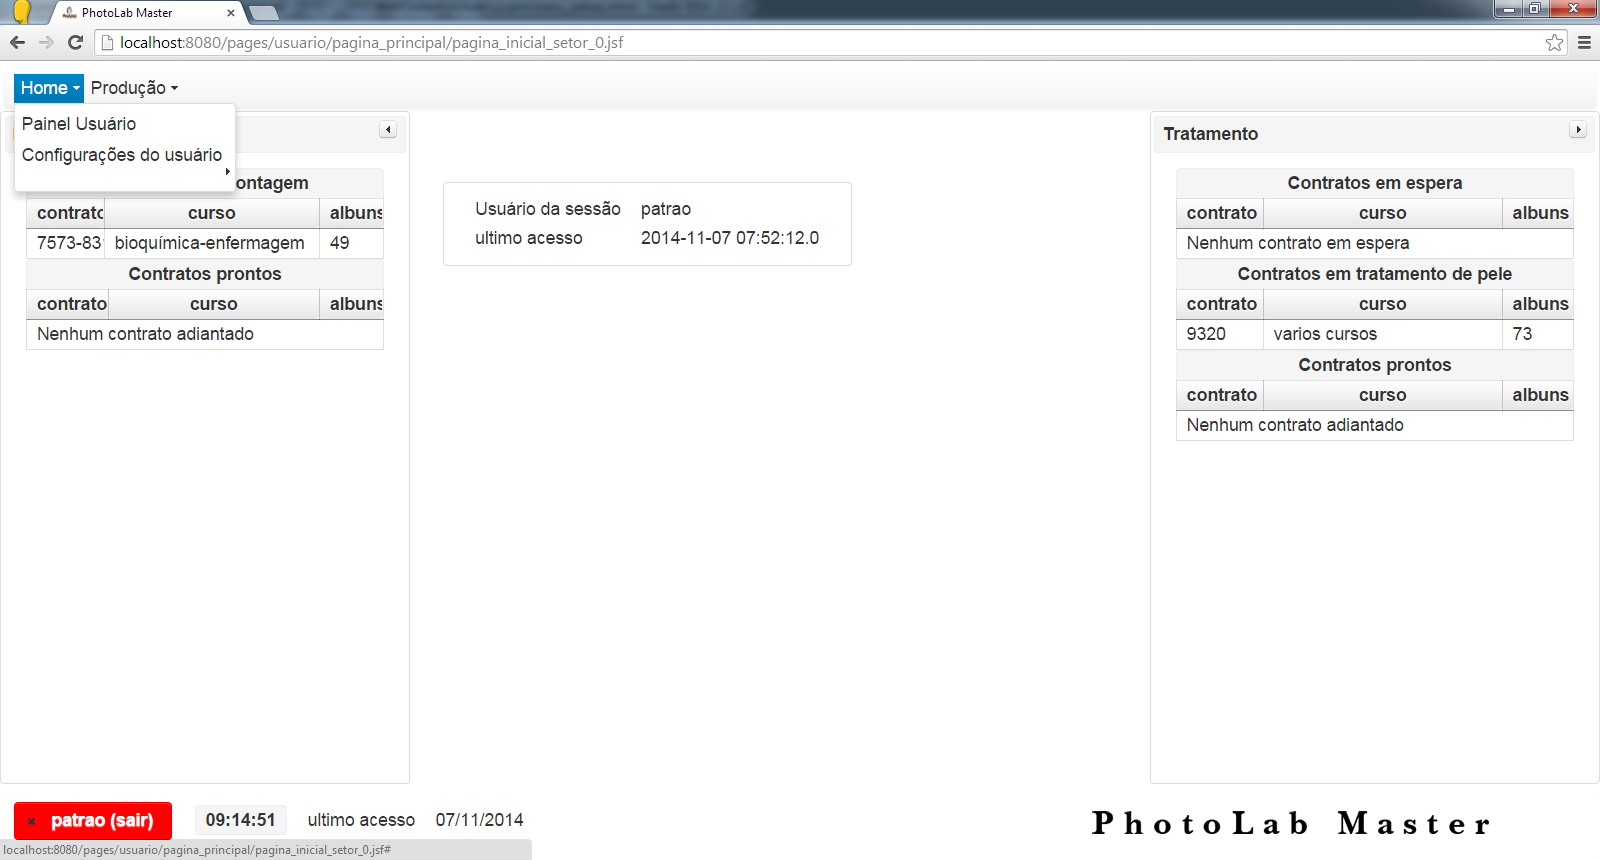 PhotoLab Master
localhost:8080/pages/usuario/pagina_principal/pagina_inicial_setor_0.jsf
Home Produção
Painel Usuário
Configurações do usuário
ontagem
contrato curso albuns
7573-83 bioquímica-enfermagem 49
Contratos prontos
contrato curso albuns
Nenhum contrato adiantado
Usuário da sessão patrao
ultimo acesso 2014-11-07 07:52:12.0
Tratamento
Contratos em espera
contrato curso albuns
Nenhum contrato em espera
Contratos em tratamento de pele
contrato curso albuns
9320 varios cursos 73
Contratos prontos
contrato curso albuns
Nenhum contrato adiantado
patrao (sair) 09:14:51 ultimo acesso 07/11/2014
PhotoLab Master
localhost:8080/pages/usuario/pagina_principal/pagina_inicial_setor_0.jsf#